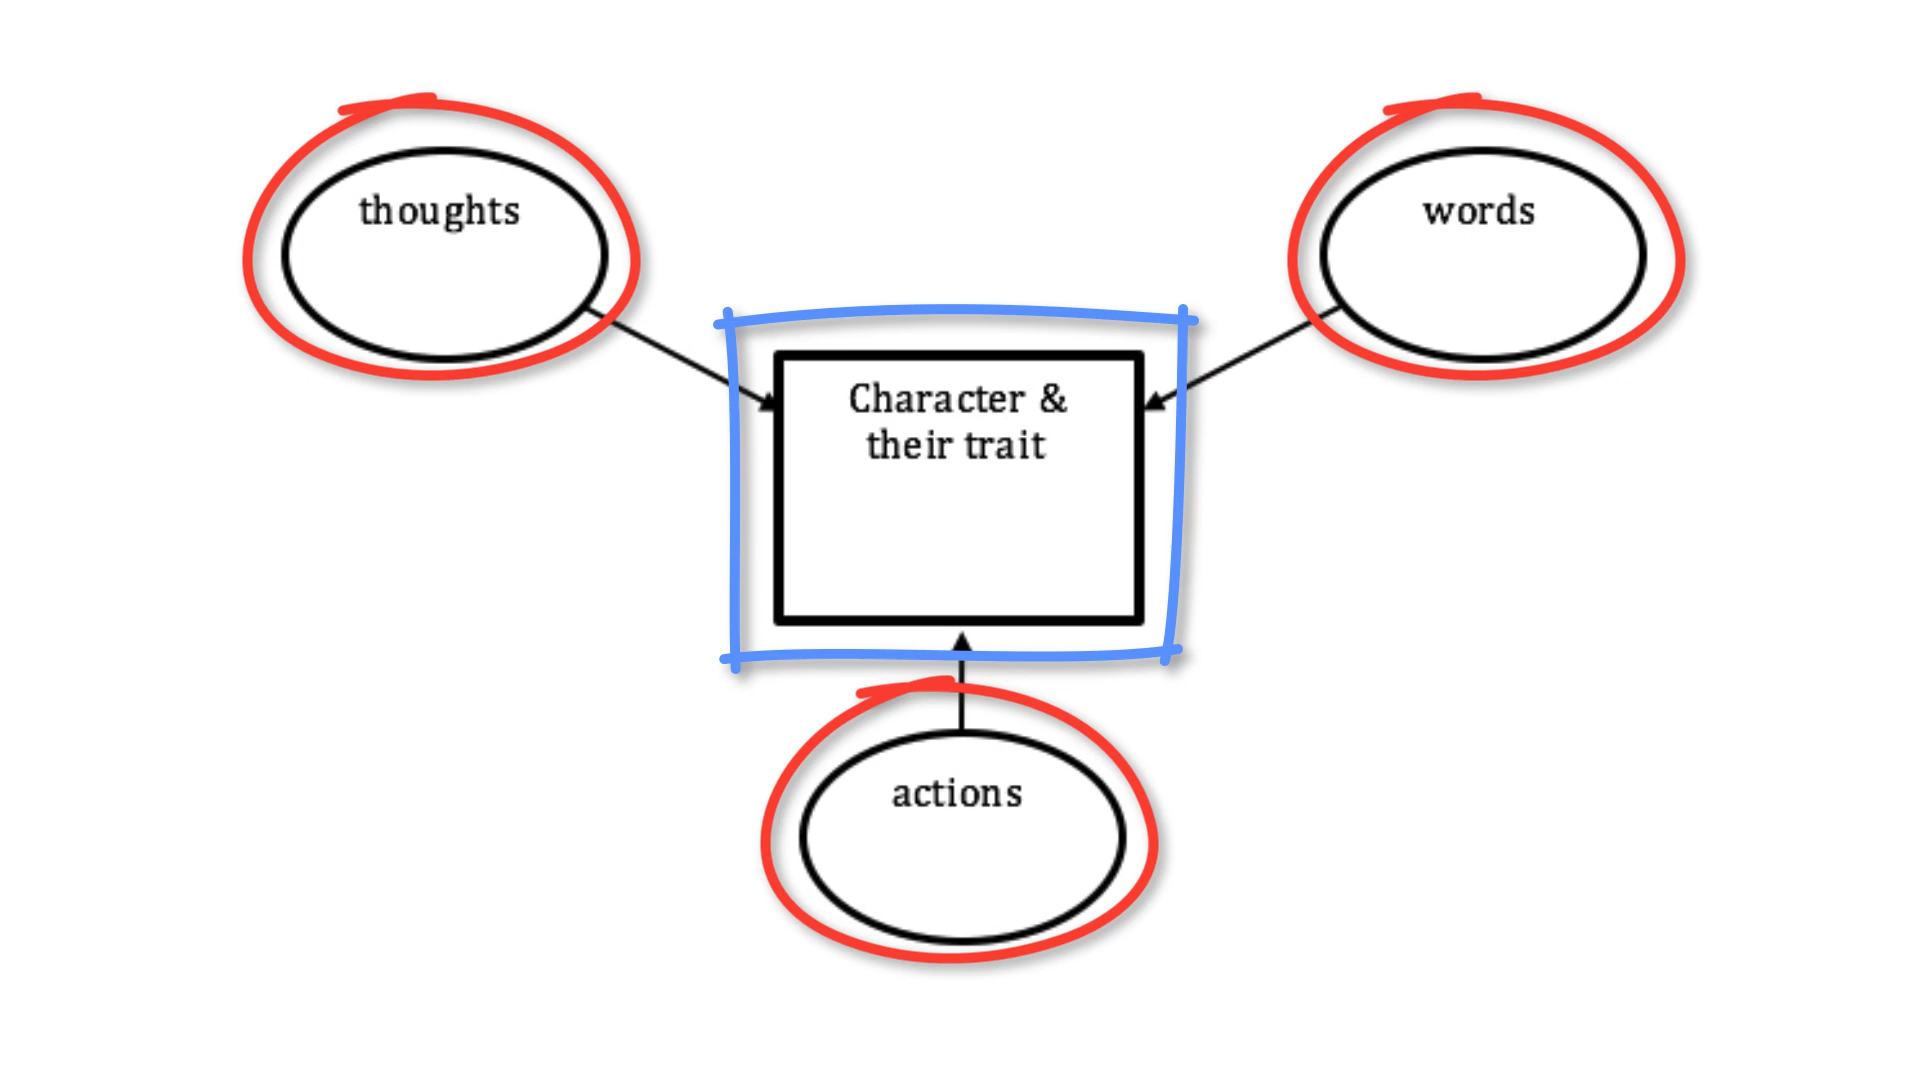 thoughts
words
Character &
their trait
actions